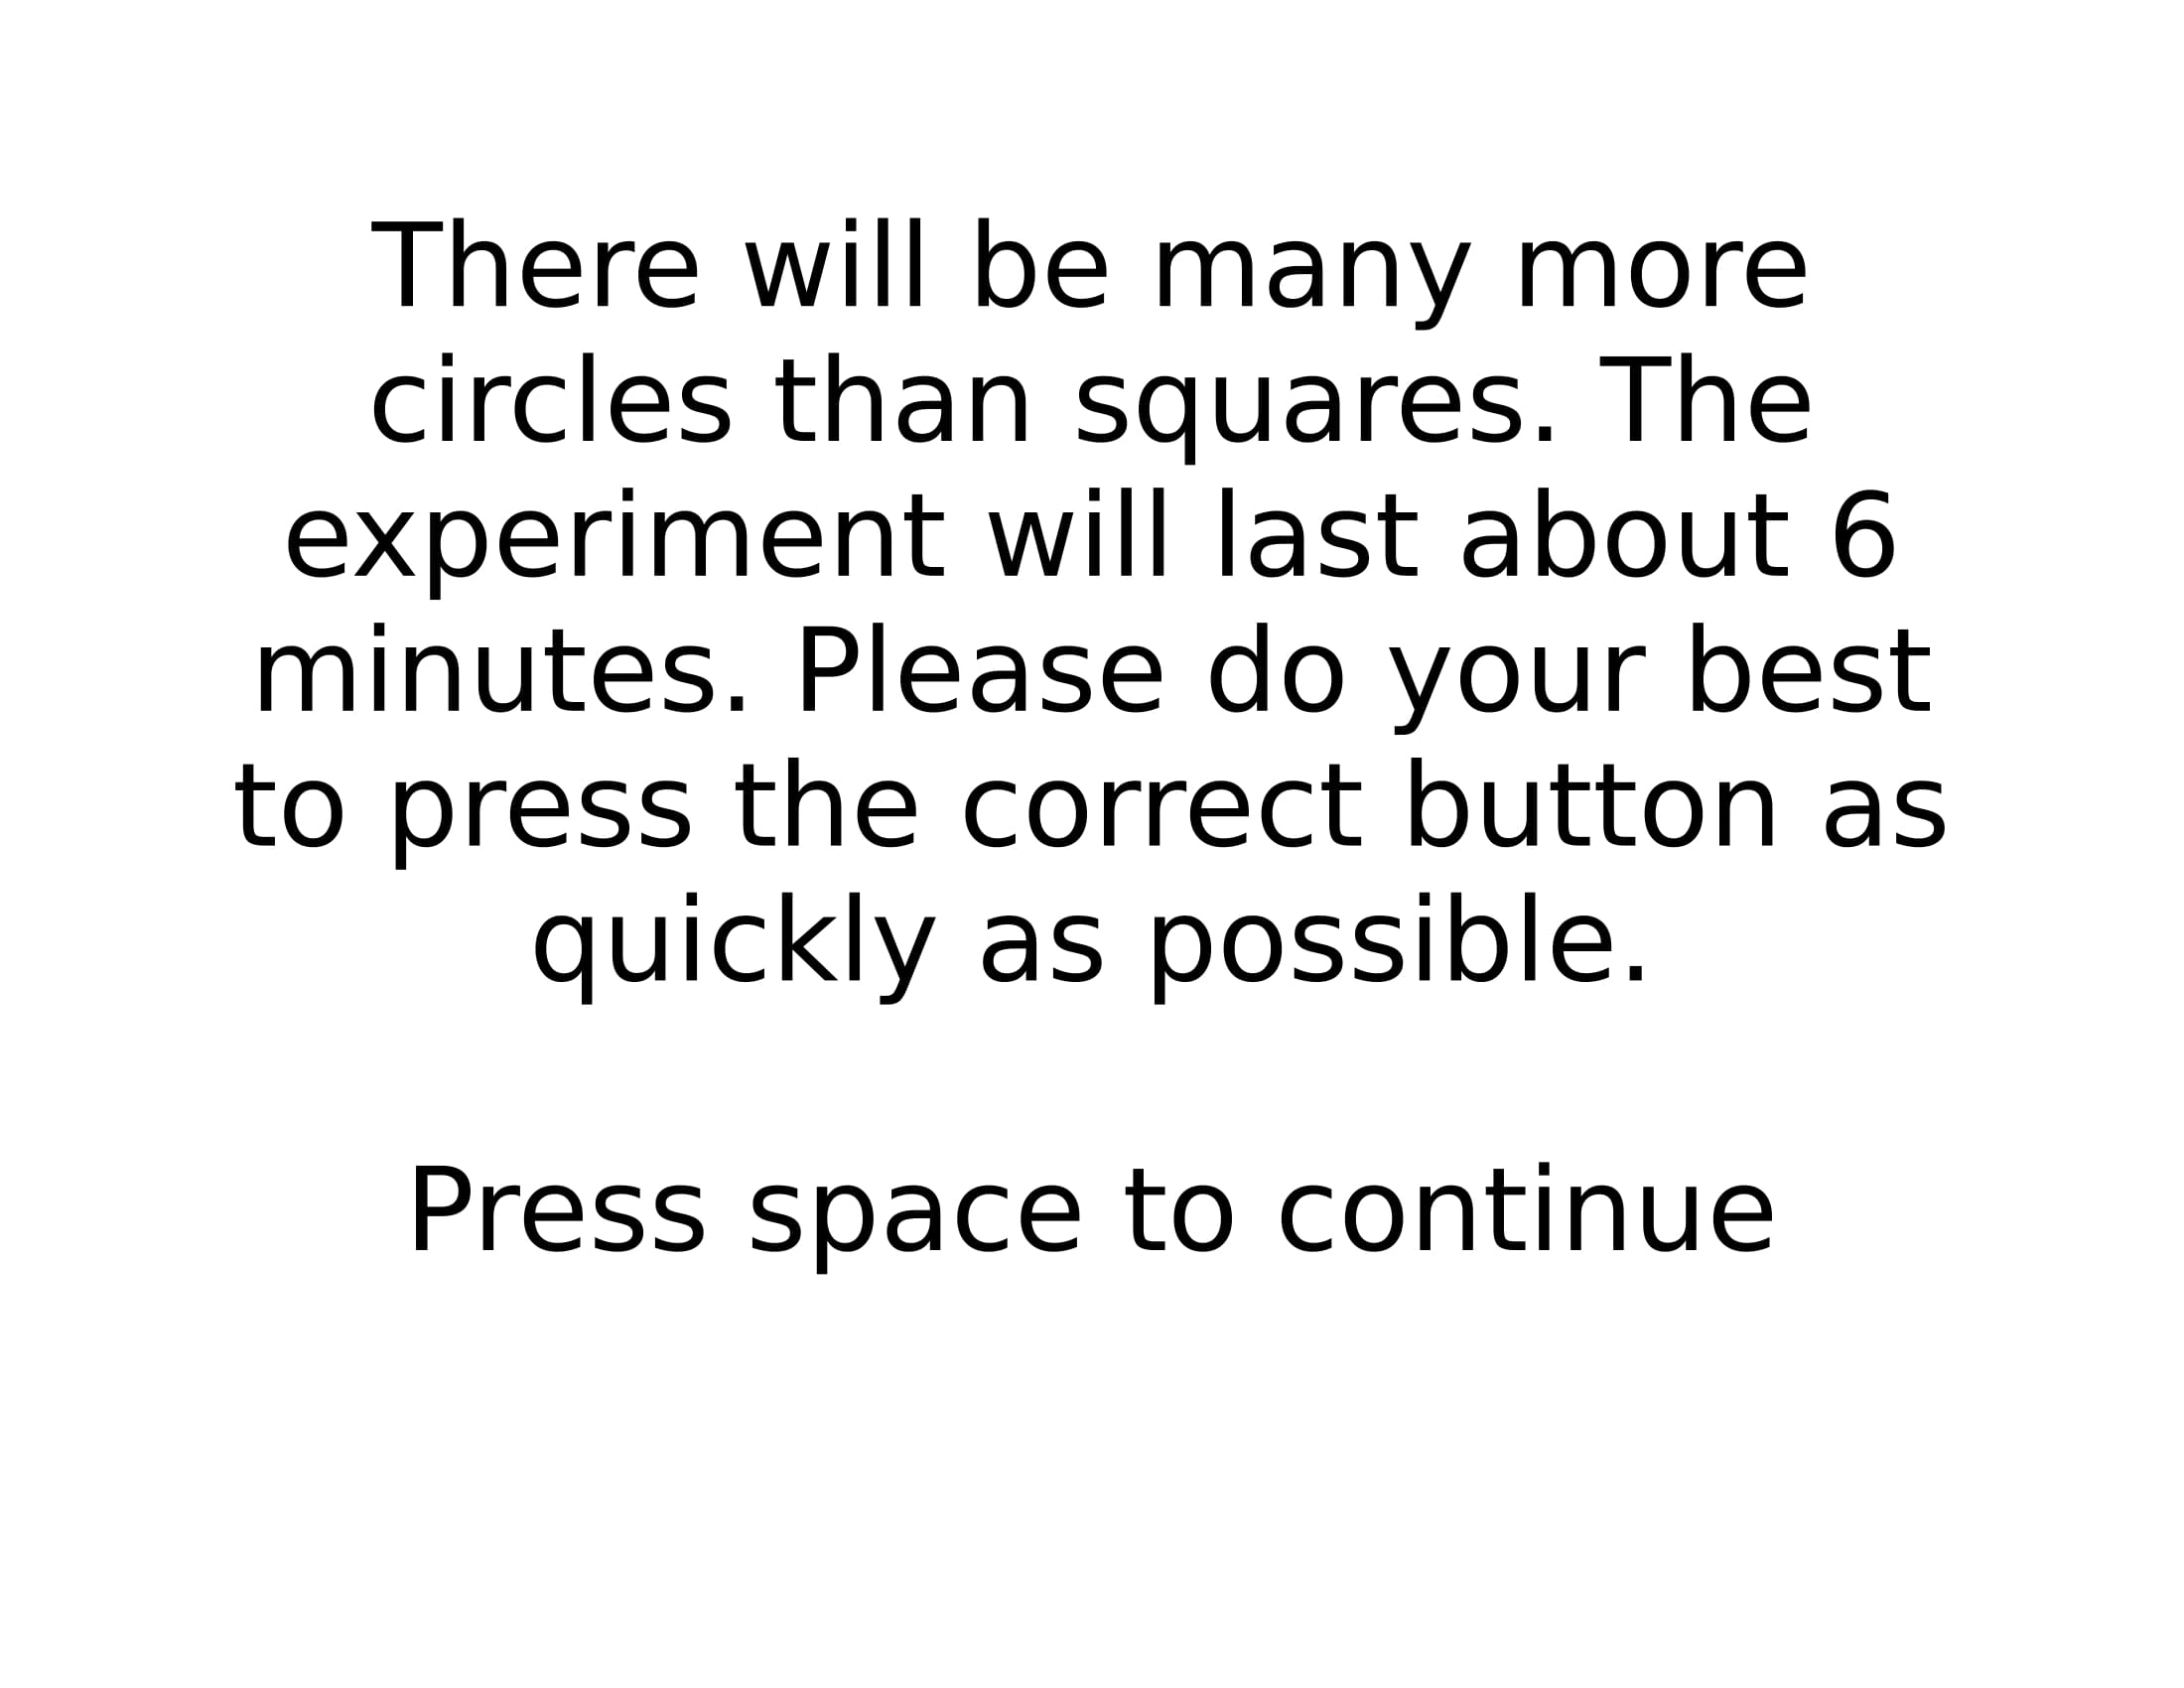 There will be many more
circles than squares. The
experiment will last about 6
minutes. Please do your best
to press the correct button as
quickly as possible.
Press space to continue